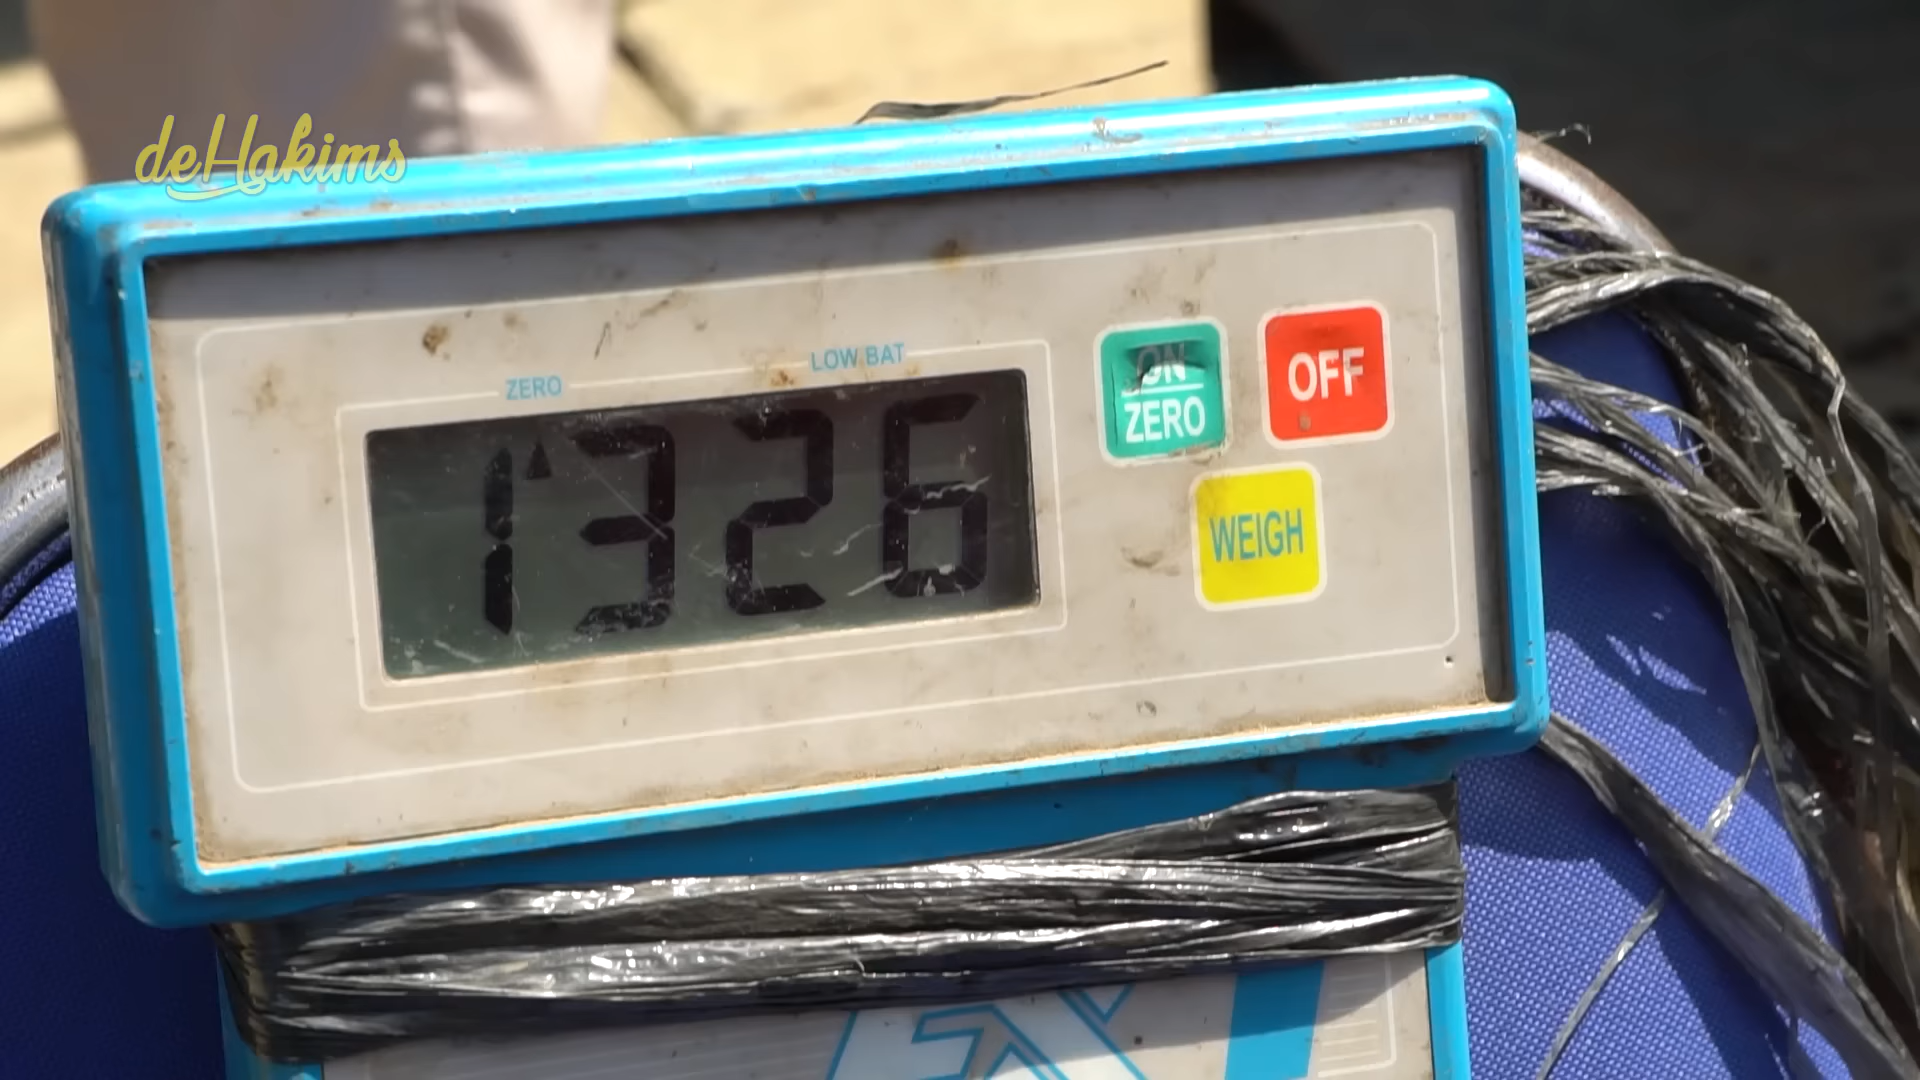 deHakims
ZERO
LOW BAT
1326
ON
ZERO
OFF
WEIGH